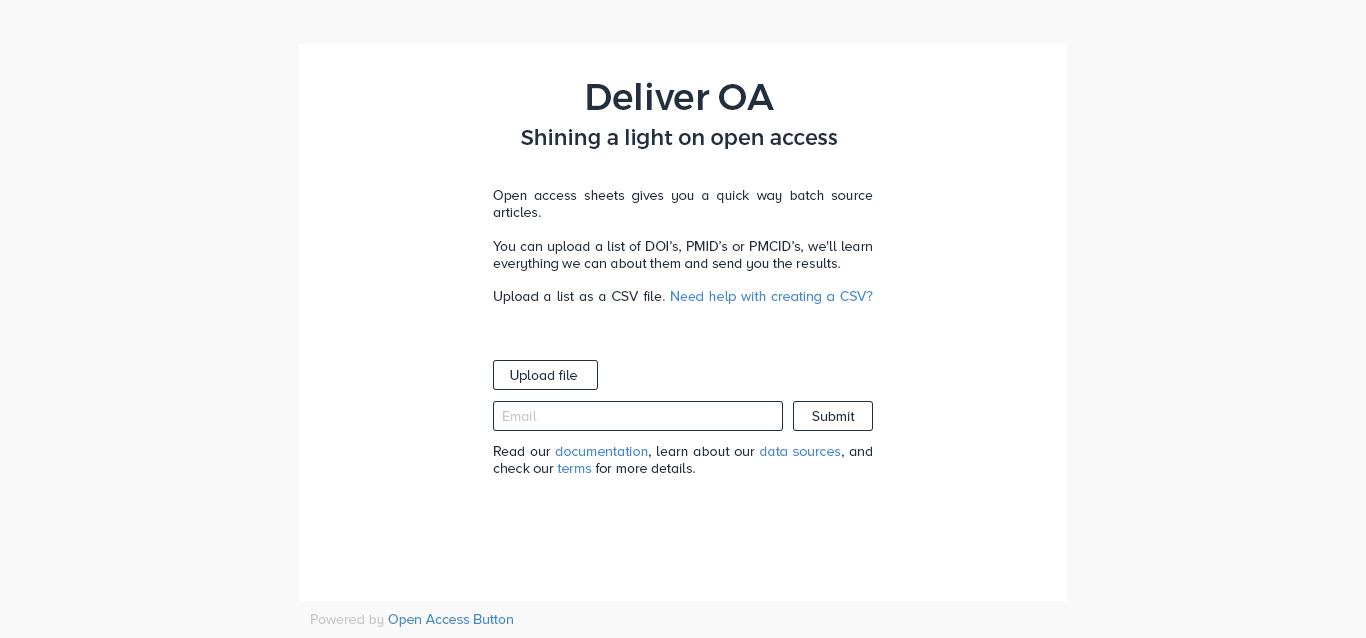 Deliver OA
Shining a light on open access
Open access sheets gives you a quick way batch source
articles.
You can upload a list of DOI's, PMID's or PMCID's, we'll learn
everything we can about them and send you the results.
Upload a list as a CSV file. Need help with creating a CSV?
Upload file
Email
Submit
Read our documentation, learn about our data sources, and
check our terms for more details.
Powered by Open Access Button